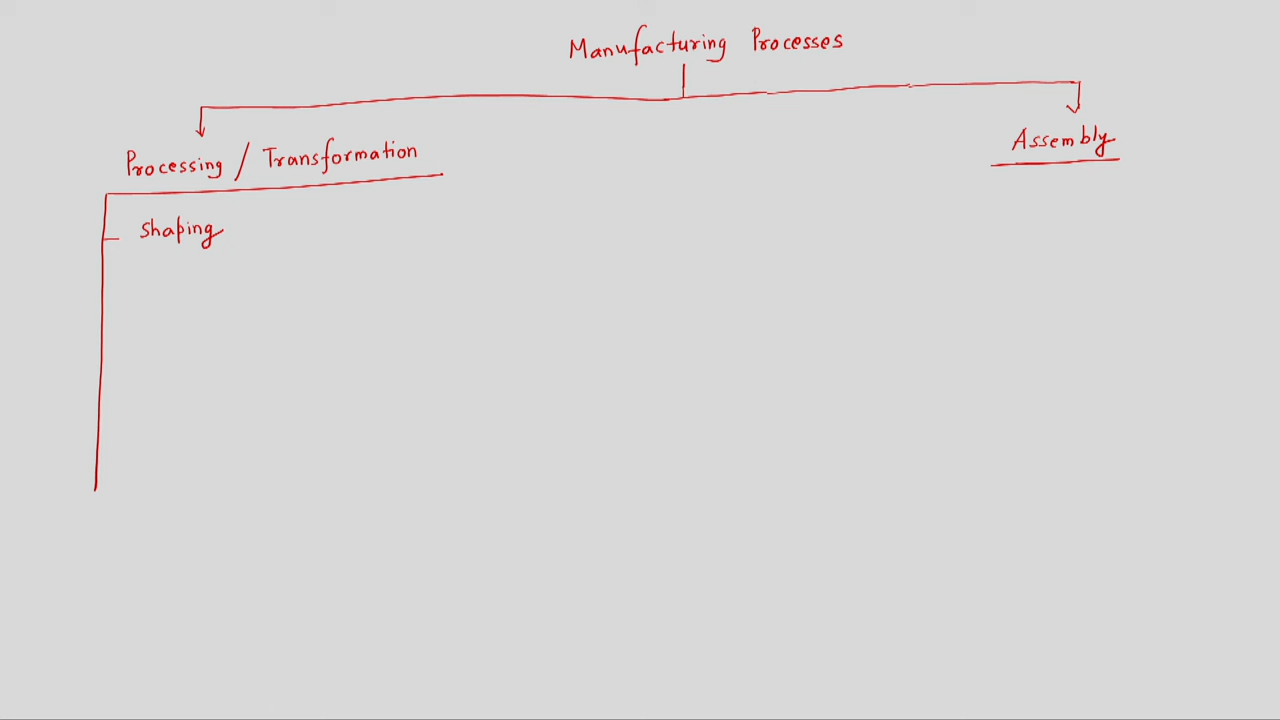 Manufacturing Processes
Processing / Transformation
Assembly
shaping